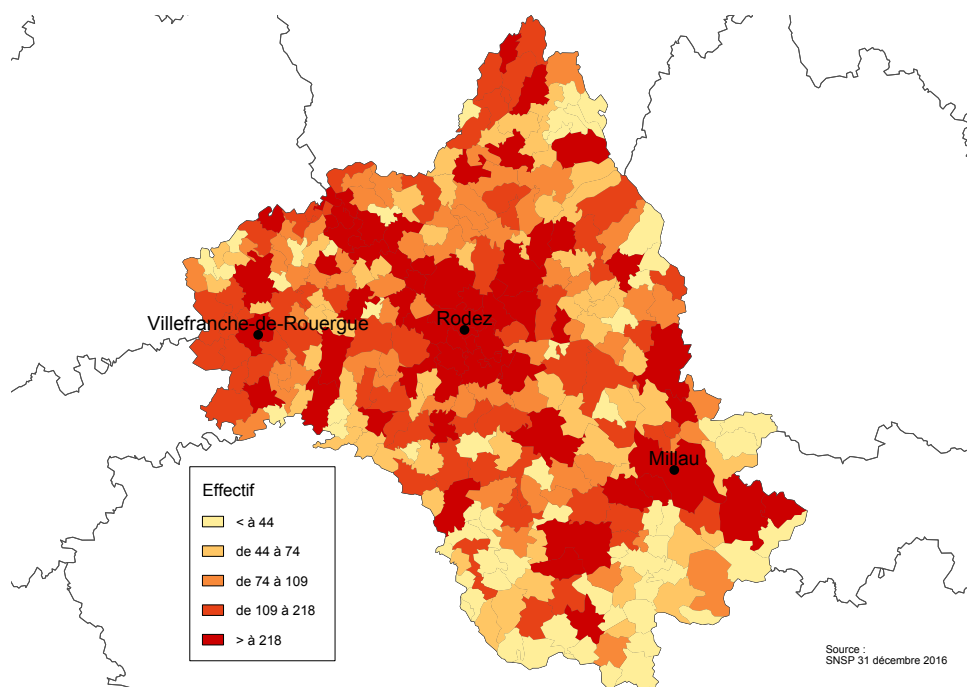 Villefranche-de-Rouergue
Rodez
Millau
Effectif
< à 44
de 44 à 74
de 74 à 109
de 109 à 218
> à 218
Source :
SNSP 31 décembre 2016